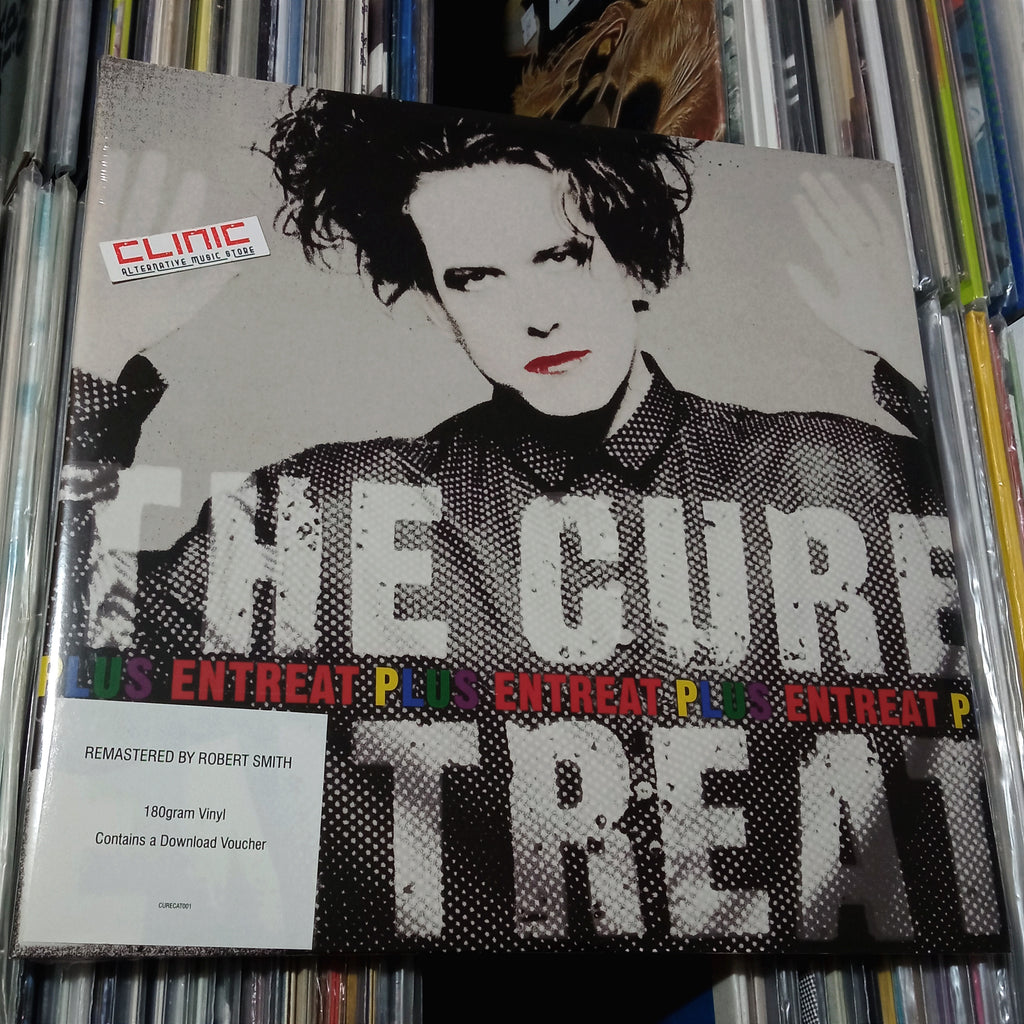 CLINIC
ALTERNATIVE MUSIC STORE
THE CURE
PLUS ENTREAT PLUS ENTREAT PLUS ENTREAT P
TREAT
REMASTERED BY ROBERT SMITH
180gram Vinyl
Contains a Download Voucher
CURECAT001